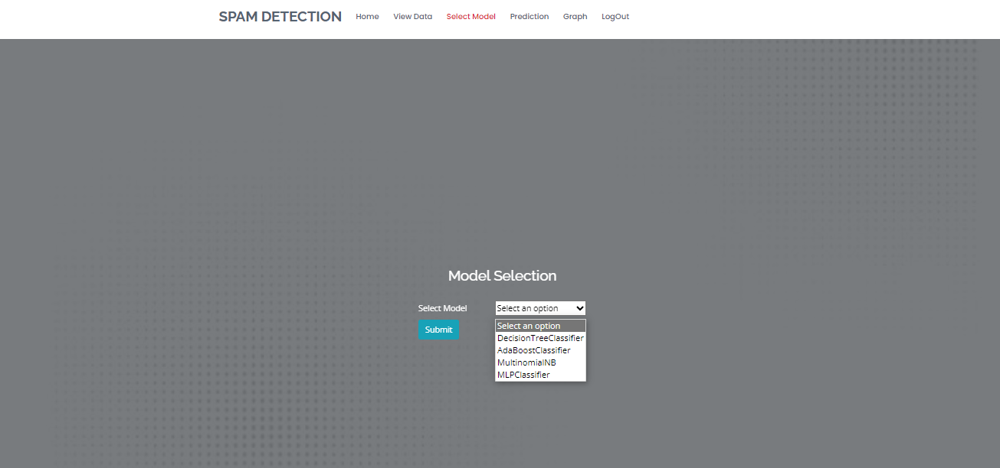 SPAM DETECTION Home View Data Select Model Prediction Graph LogOut
Model Selection
Select Model Select an option
Submit
Select an option
DecisionTreeClassifier
AdaBoostClassifier
MultinomialNB
MLPClassifier